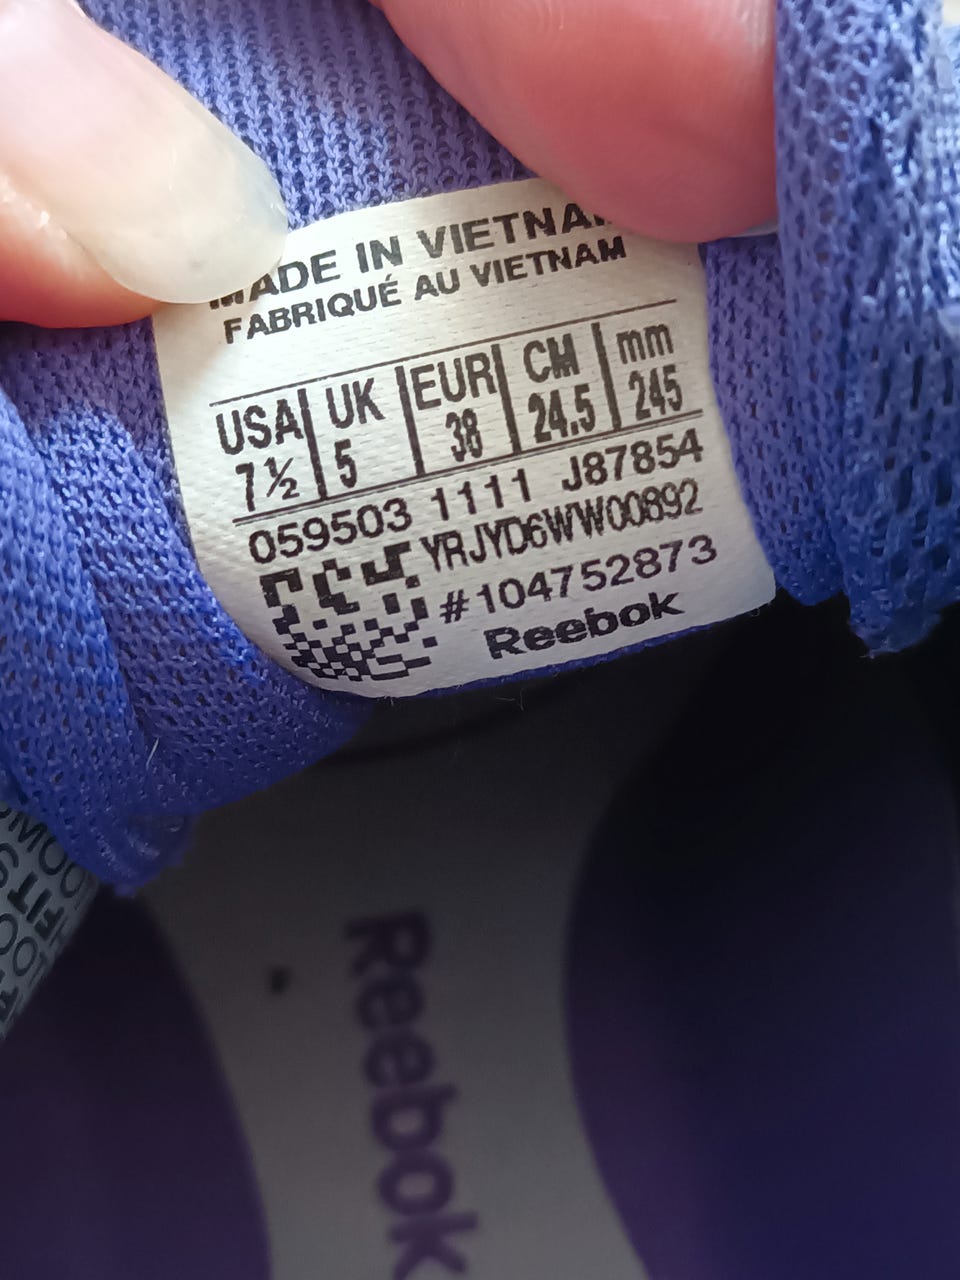 MADE IN VIETNAM
FABRIQUÉ AU VIETNAM
USA UK EUR CM mm
7½ 5 38 24.5 245
059503 1111 J87854
YRJYD6WW00892
#104752873
Reebok
Reebok